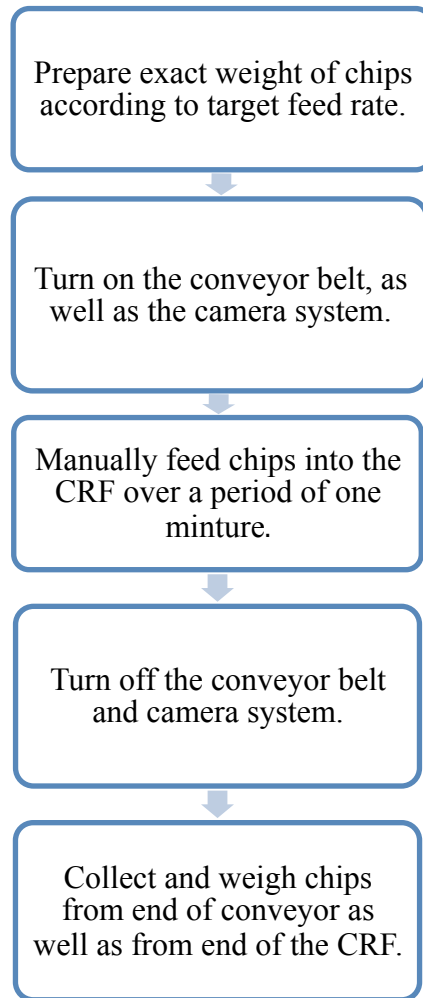 Prepare exact weight of chips
according to target feed rate.
Turn on the conveyor belt, as
well as the camera system.
Manually feed chips into the
CRF over a period of one
minture.
Turn off the conveyor belt
and camera system.
Collect and weigh chips
from end of conveyor as
well as from end of the CRF.